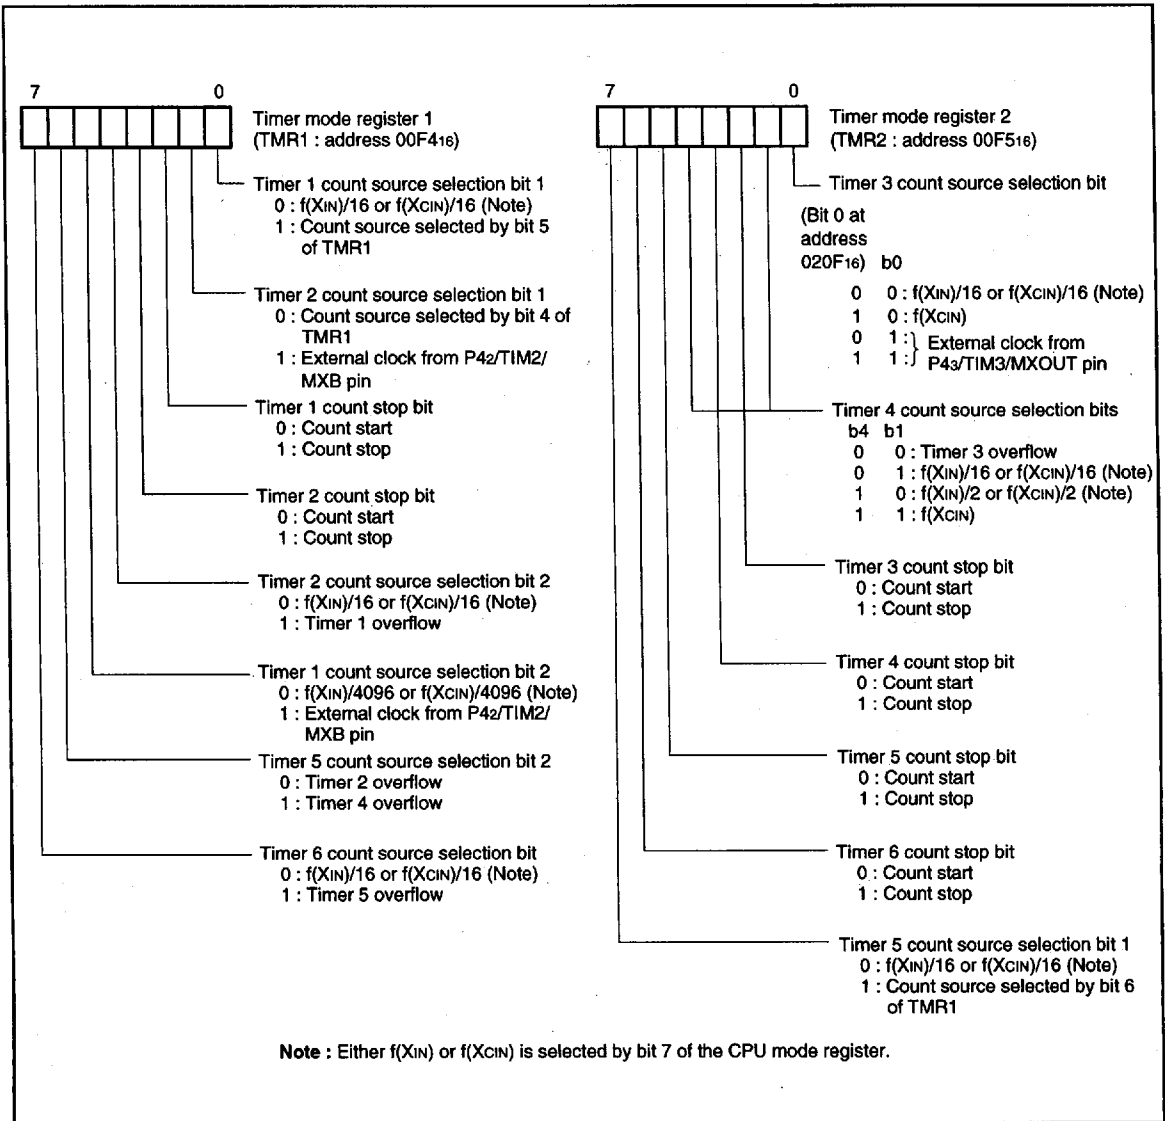 7 0
Timer mode register 1
(TMR1 : address 00F416)
Timer 1 count source selection bit 1
0 : f(XIN)/16 or f(XCIN)/16 (Note)
1 : Count source selected by bit 5
of TMR1
Timer 2 count source selection bit 1
0 : Count source selected by bit 4 of
TMR1
1 : External clock from P42/TIM2/
MXB pin
Timer 1 count stop bit
0 : Count start
1 : Count stop
Timer 2 count stop bit
0 : Count start
1 : Count stop
Timer 2 count source selection bit 2
0 : f(XIN)/16 or f(XCIN)/16 (Note)
1 : Timer 1 overflow
Timer 1 count source selection bit 2
0 : f(XIN)/4096 or f(XCIN)/4096 (Note)
1 : External clock from P42/TIM2/
MXB pin
Timer 5 count source selection bit 2
0 : Timer 2 overflow
1 : Timer 4 overflow
Timer 6 count source selection bit
0 : f(XIN)/16 or f(XCIN)/16 (Note)
1 : Timer 5 overflow
7 0
Timer mode register 2
(TMR2 : address 00F516)
Timer 3 count source selection bit
(Bit 0 at
address
020F16) b0
0 0 : f(XIN)/16 or f(XCIN)/16 (Note)
1 0 : f(XCIN)
0 1 : } External clock from
1 1 : } P43/TIM3/MXOUT pin
Timer 4 count source selection bits
b4 b1
0 0 : Timer 3 overflow
0 1 : f(XIN)/16 or f(XCIN)/16 (Note)
1 0 : f(XIN)/2 or f(XCIN)/2 (Note)
1 1 : f(XCIN)
Timer 3 count stop bit
0 : Count start
1 : Count stop
Timer 4 count stop bit
0 : Count start
1 : Count stop
Timer 5 count stop bit
0 : Count start
1 : Count stop
Timer 6 count stop bit
0 : Count start
1 : Count stop
Timer 5 count source selection bit 1
0 : f(XIN)/16 or f(XCIN)/16 (Note)
1 : Count source selected by bit 6
of TMR1
Note : Either f(XIN) or f(XCIN) is selected by bit 7 of the CPU mode register.